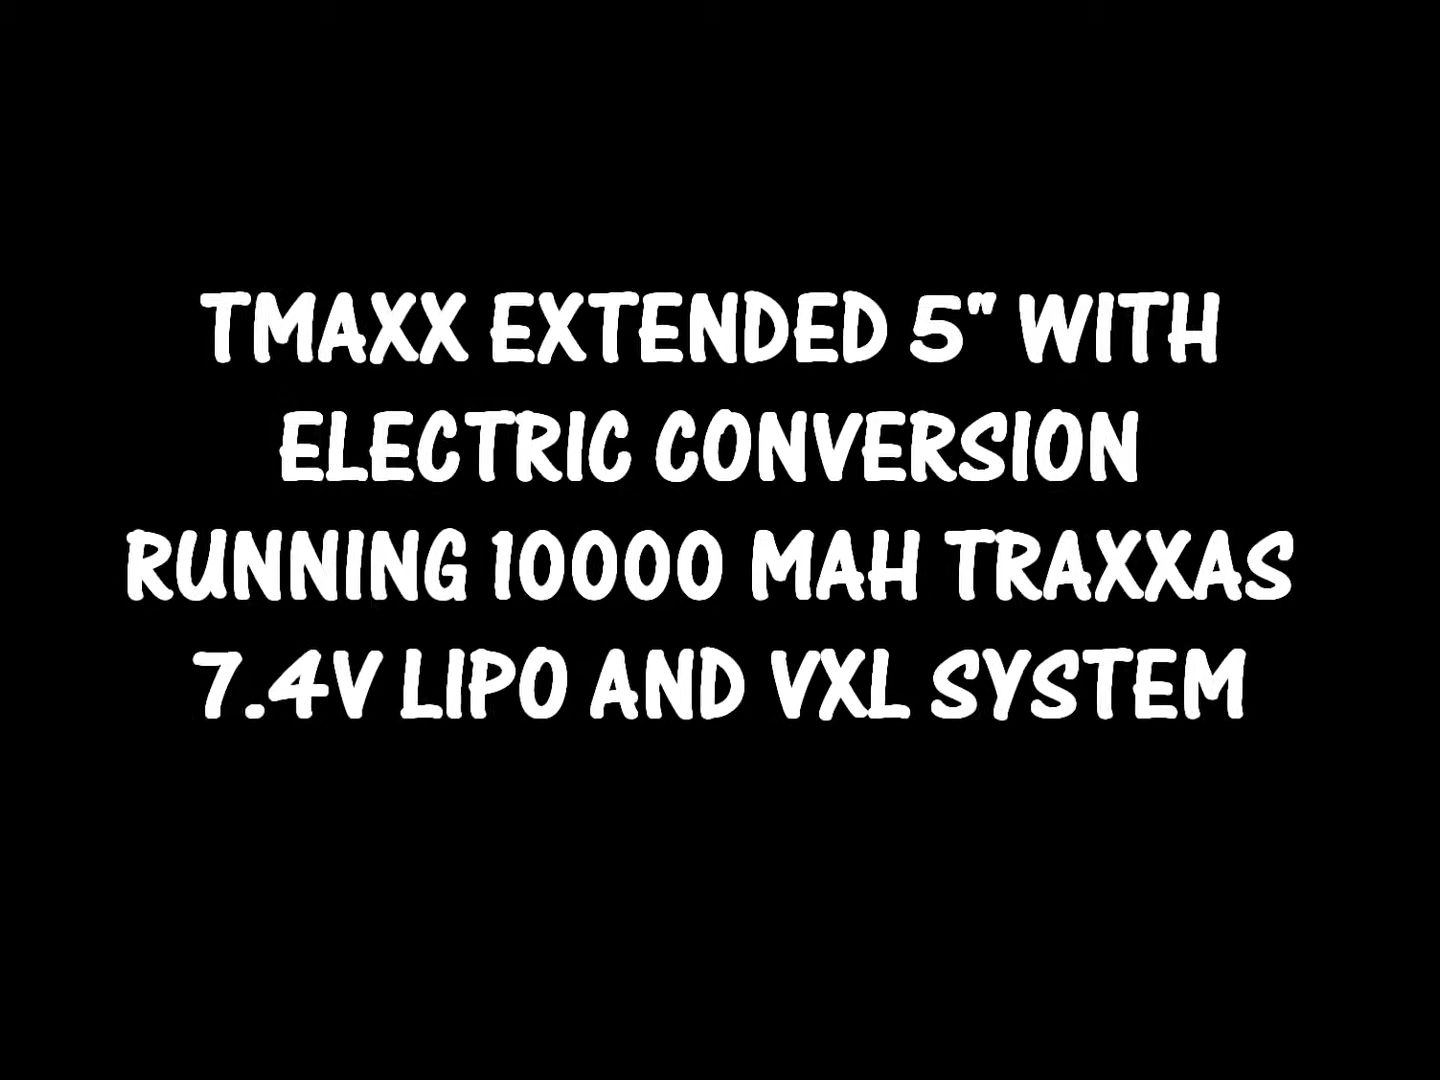 TMAXX EXTENDED 5" WITH
ELECTRIC CONVERSION
RUNNING 10000 MAH TRAXXAS
7.4V LIPO AND VXL SYSTEM